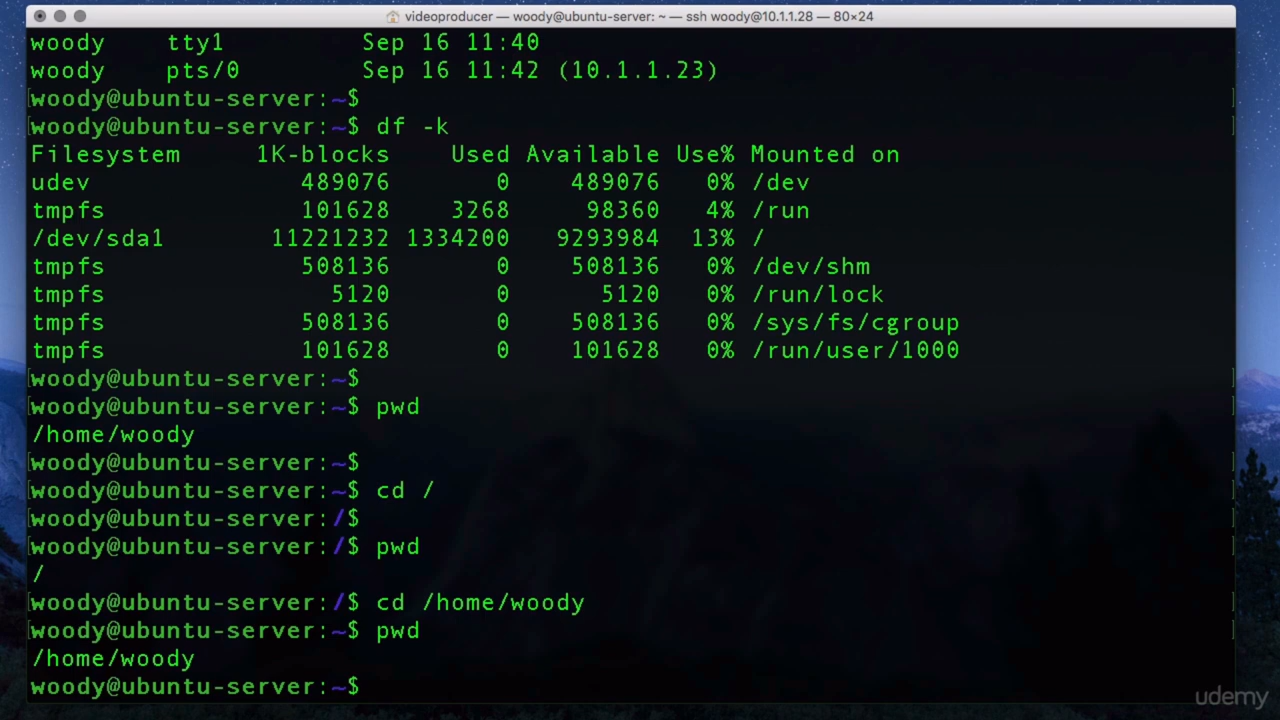 videoproducer — woody@ubuntu-server: ~ — ssh woody@10.1.1.28 — 80×24
woody    tty1         Sep 16 11:40
woody    pts/0        Sep 16 11:42 (10.1.1.23)
[woody@ubuntu-server:~$ ]
[woody@ubuntu-server:~$ df -k ]
Filesystem     1K-blocks    Used Available Use% Mounted on
udev              489076       0    489076   0% /dev
tmpfs             101628    3268     98360   4% /run
/dev/sda1       11221232 1334200   9293984  13% /
tmpfs             508136       0    508136   0% /dev/shm
tmpfs               5120       0      5120   0% /run/lock
tmpfs             508136       0    508136   0% /sys/fs/cgroup
tmpfs             101628       0    101628   0% /run/user/1000
[woody@ubuntu-server:~$ ]
[woody@ubuntu-server:~$ pwd ]
/home/woody
[woody@ubuntu-server:~$ ]
[woody@ubuntu-server:~$ cd / ]
[woody@ubuntu-server:/$ ]
[woody@ubuntu-server:/$ pwd ]
/
[woody@ubuntu-server:/$ cd /home/woody ]
[woody@ubuntu-server:~$ pwd ]
/home/woody
woody@ubuntu-server:~$
udemy